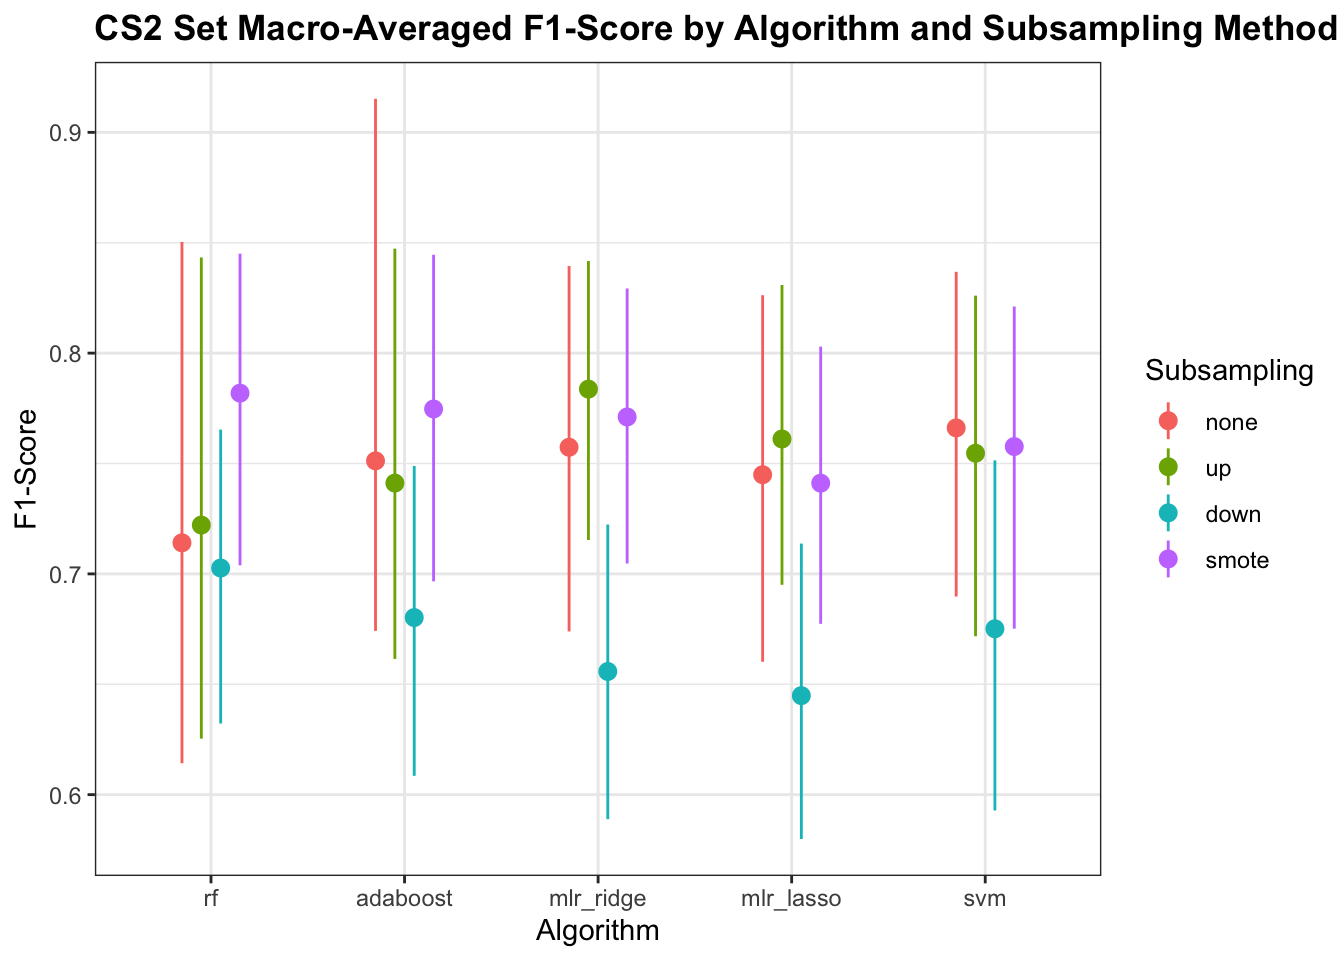 CS2 Set Macro-Averaged F1-Score by Algorithm and Subsampling Method
0.9
0.8
0.7
0.6
F1-Score
rf adaboost mlr_ridge mlr_lasso svm
Algorithm
Subsampling
none
up
down
smote